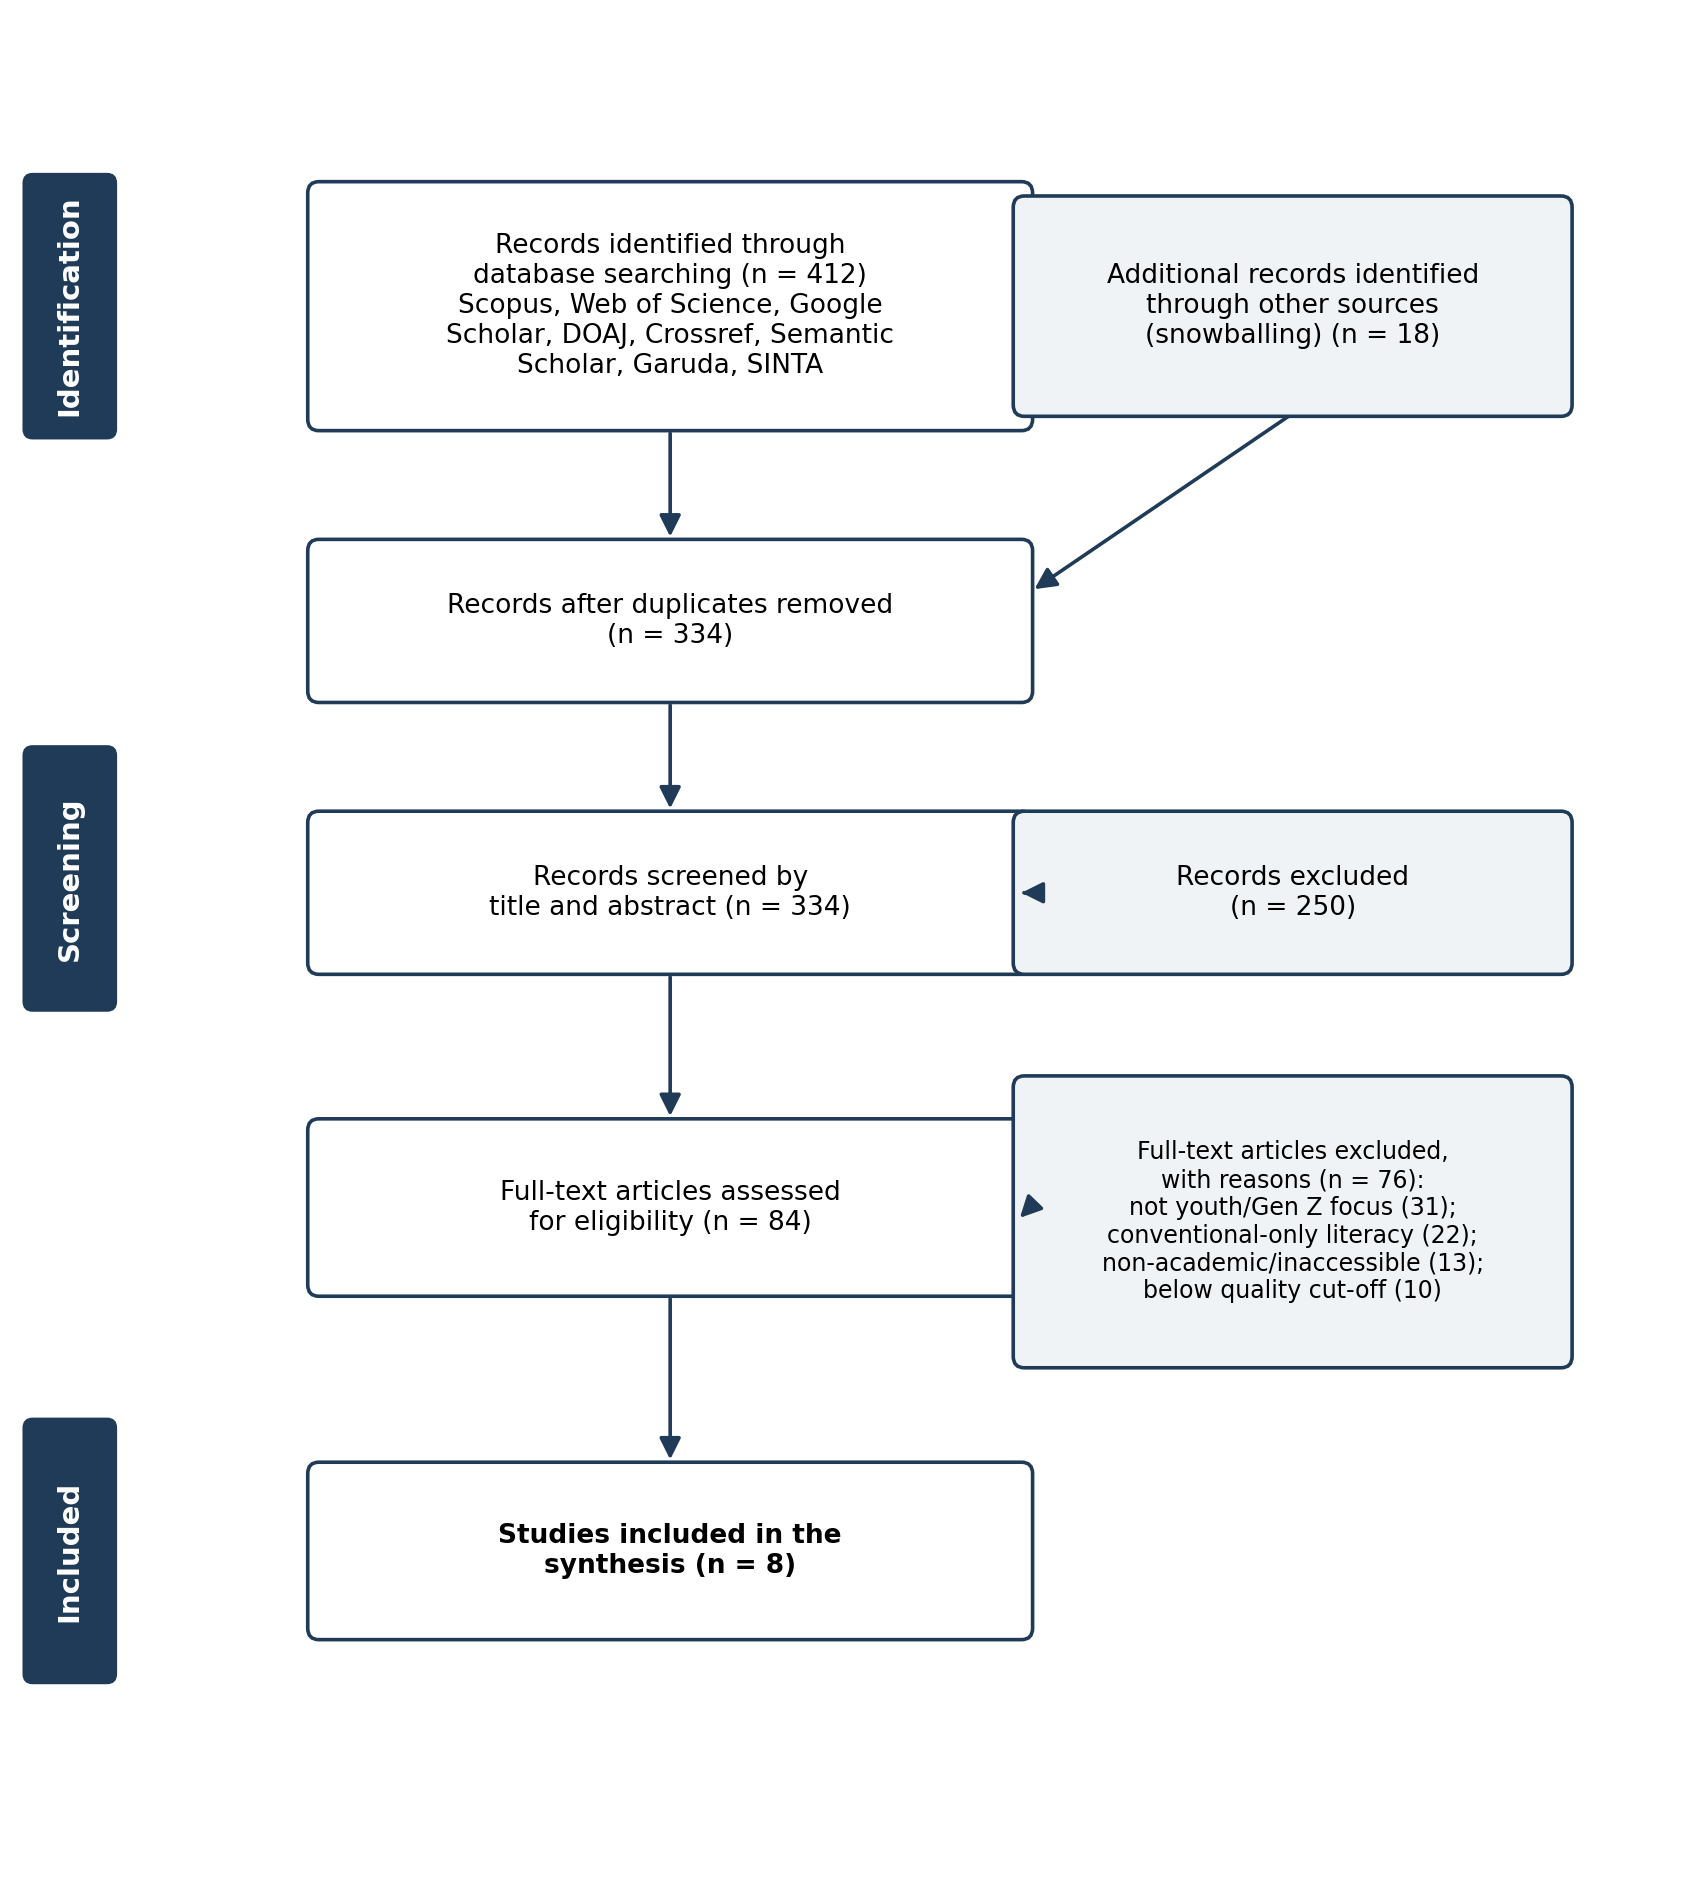 Identification
Records identified through
database searching (n = 412)
Scopus, Web of Science, Google
Scholar, DOAJ, Crossref, Semantic
Scholar, Garuda, SINTA
Additional records identified
through other sources
(snowballing) (n = 18)
Records after duplicates removed
(n = 334)
Screening
Records screened by
title and abstract (n = 334)
Records excluded
(n = 250)
Full-text articles assessed
for eligibility (n = 84)
Full-text articles excluded,
with reasons (n = 76):
not youth/Gen Z focus (31);
conventional-only literacy (22);
non-academic/inaccessible (13);
below quality cut-off (10)
Included
Studies included in the
synthesis (n = 8)